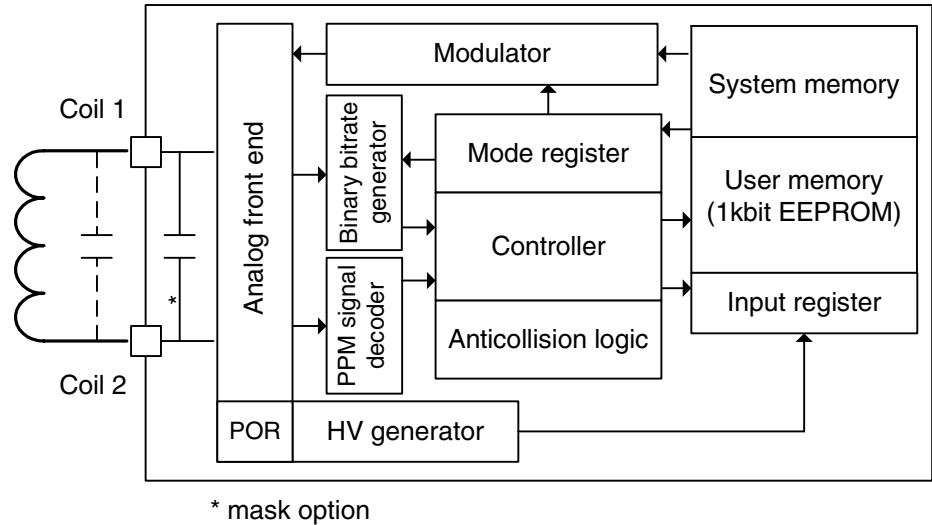 Modulator
System memory
Coil 1
Analog front end
Binary bitrate
generator
Mode register
User memory
(1kbit EEPROM)
Controller
*
PPM signal
decoder
Input register
Anticollision logic
Coil 2
POR
HV generator
* mask option